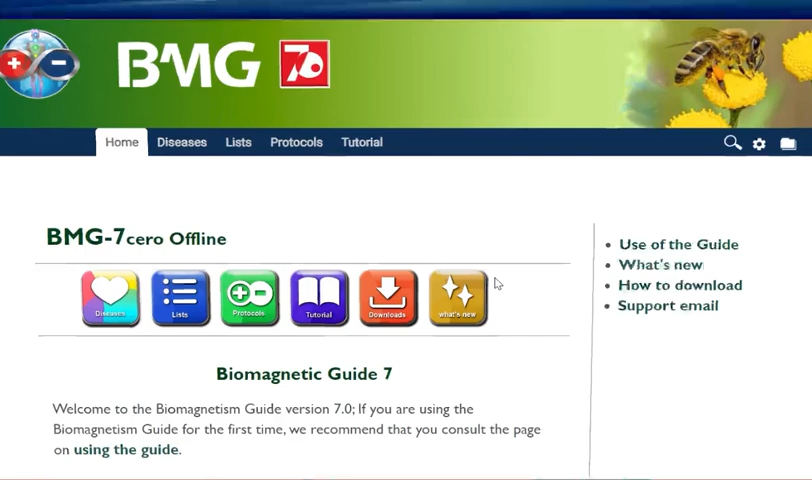 BMG 70
Home Diseases Lists Protocols Tutorial
BMG-7cero Offline
Diseases Lists Protocols Tutorial Downloads what's new
Biomagnetic Guide 7
Welcome to the Biomagnetism Guide version 7.0; If you are using the
Biomagnetism Guide for the first time, we recommend that you consult the page
on using the guide.
Use of the Guide
What's new
How to download
Support email